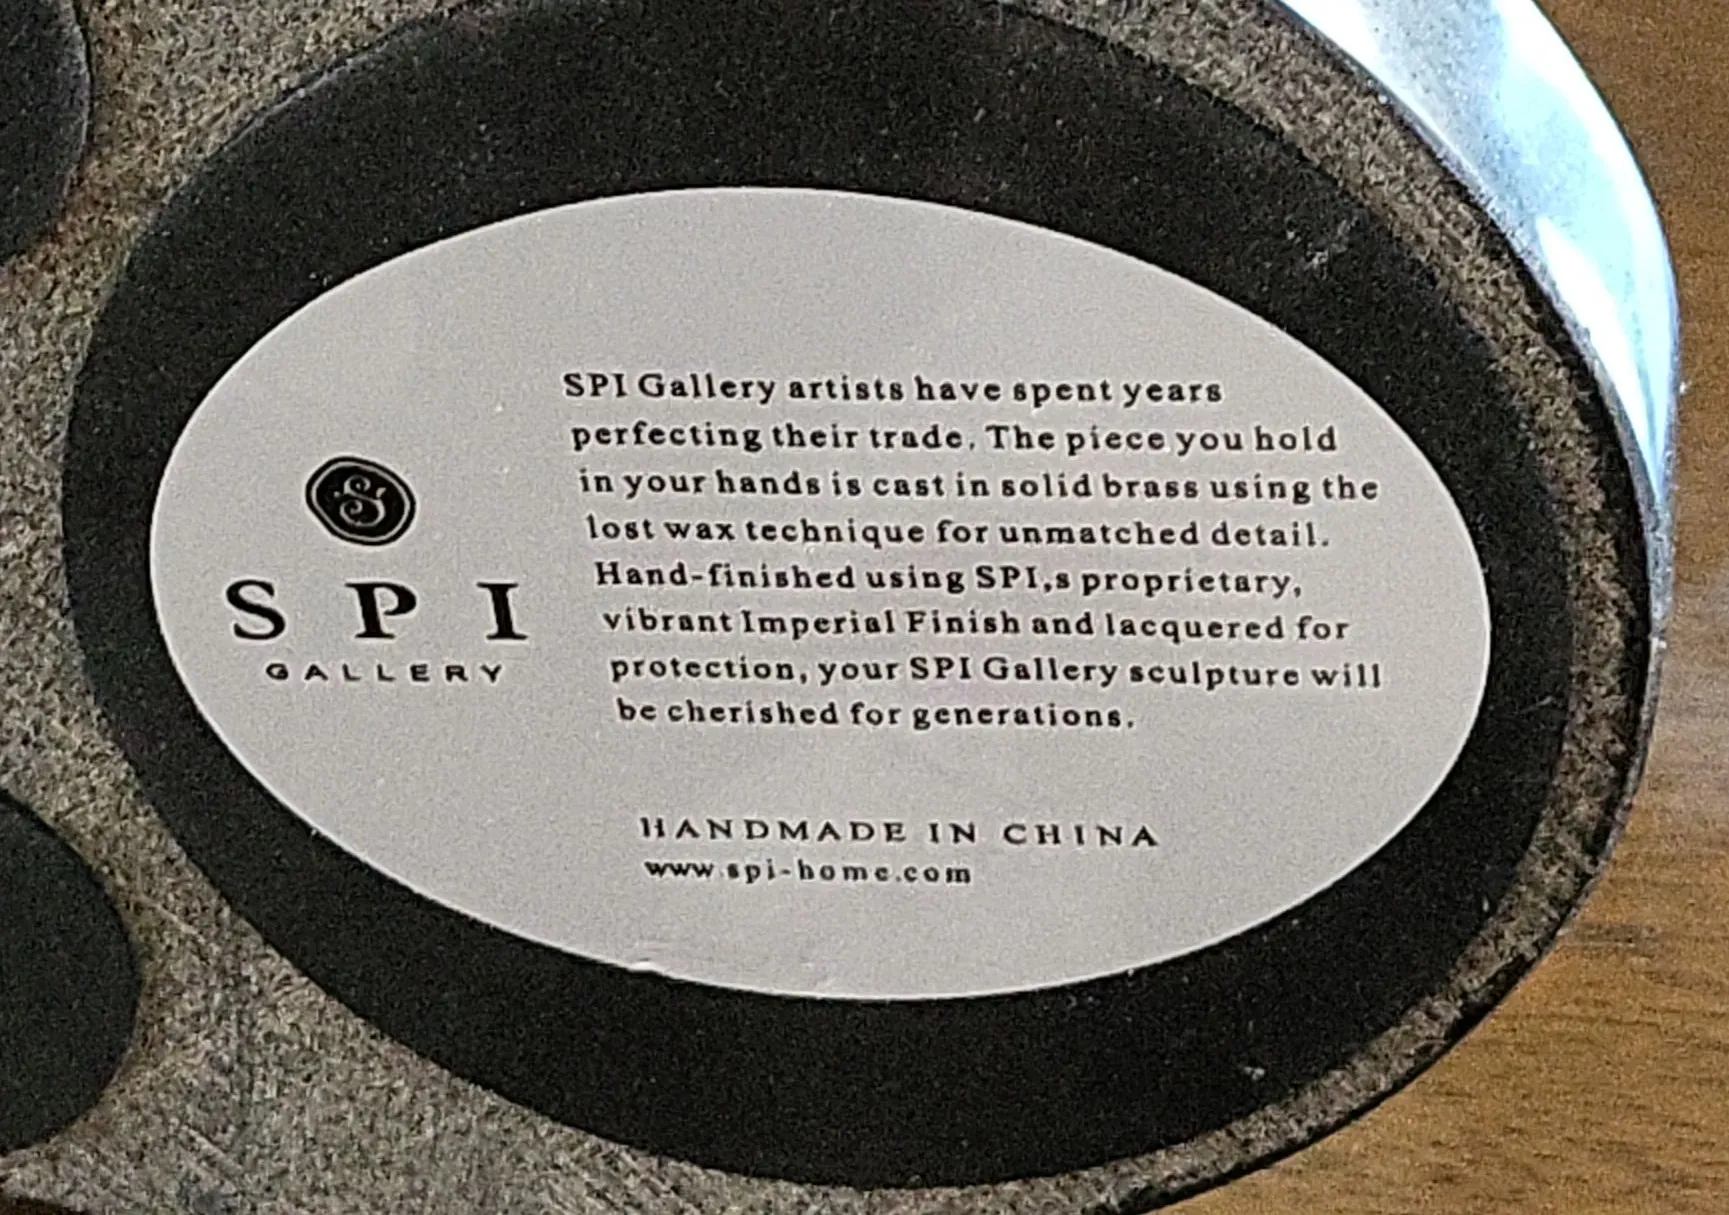 S
SPI
GALLERY
SPI Gallery artists have spent years
perfecting their trade. The piece you hold
in your hands is cast in solid brass using the
lost wax technique for unmatched detail.
Hand-finished using SPI,s proprietary,
vibrant Imperial Finish and lacquered for
protection, your SPI Gallery sculpture will
be cherished for generations.
HANDMADE IN CHINA
www.spi-home.com